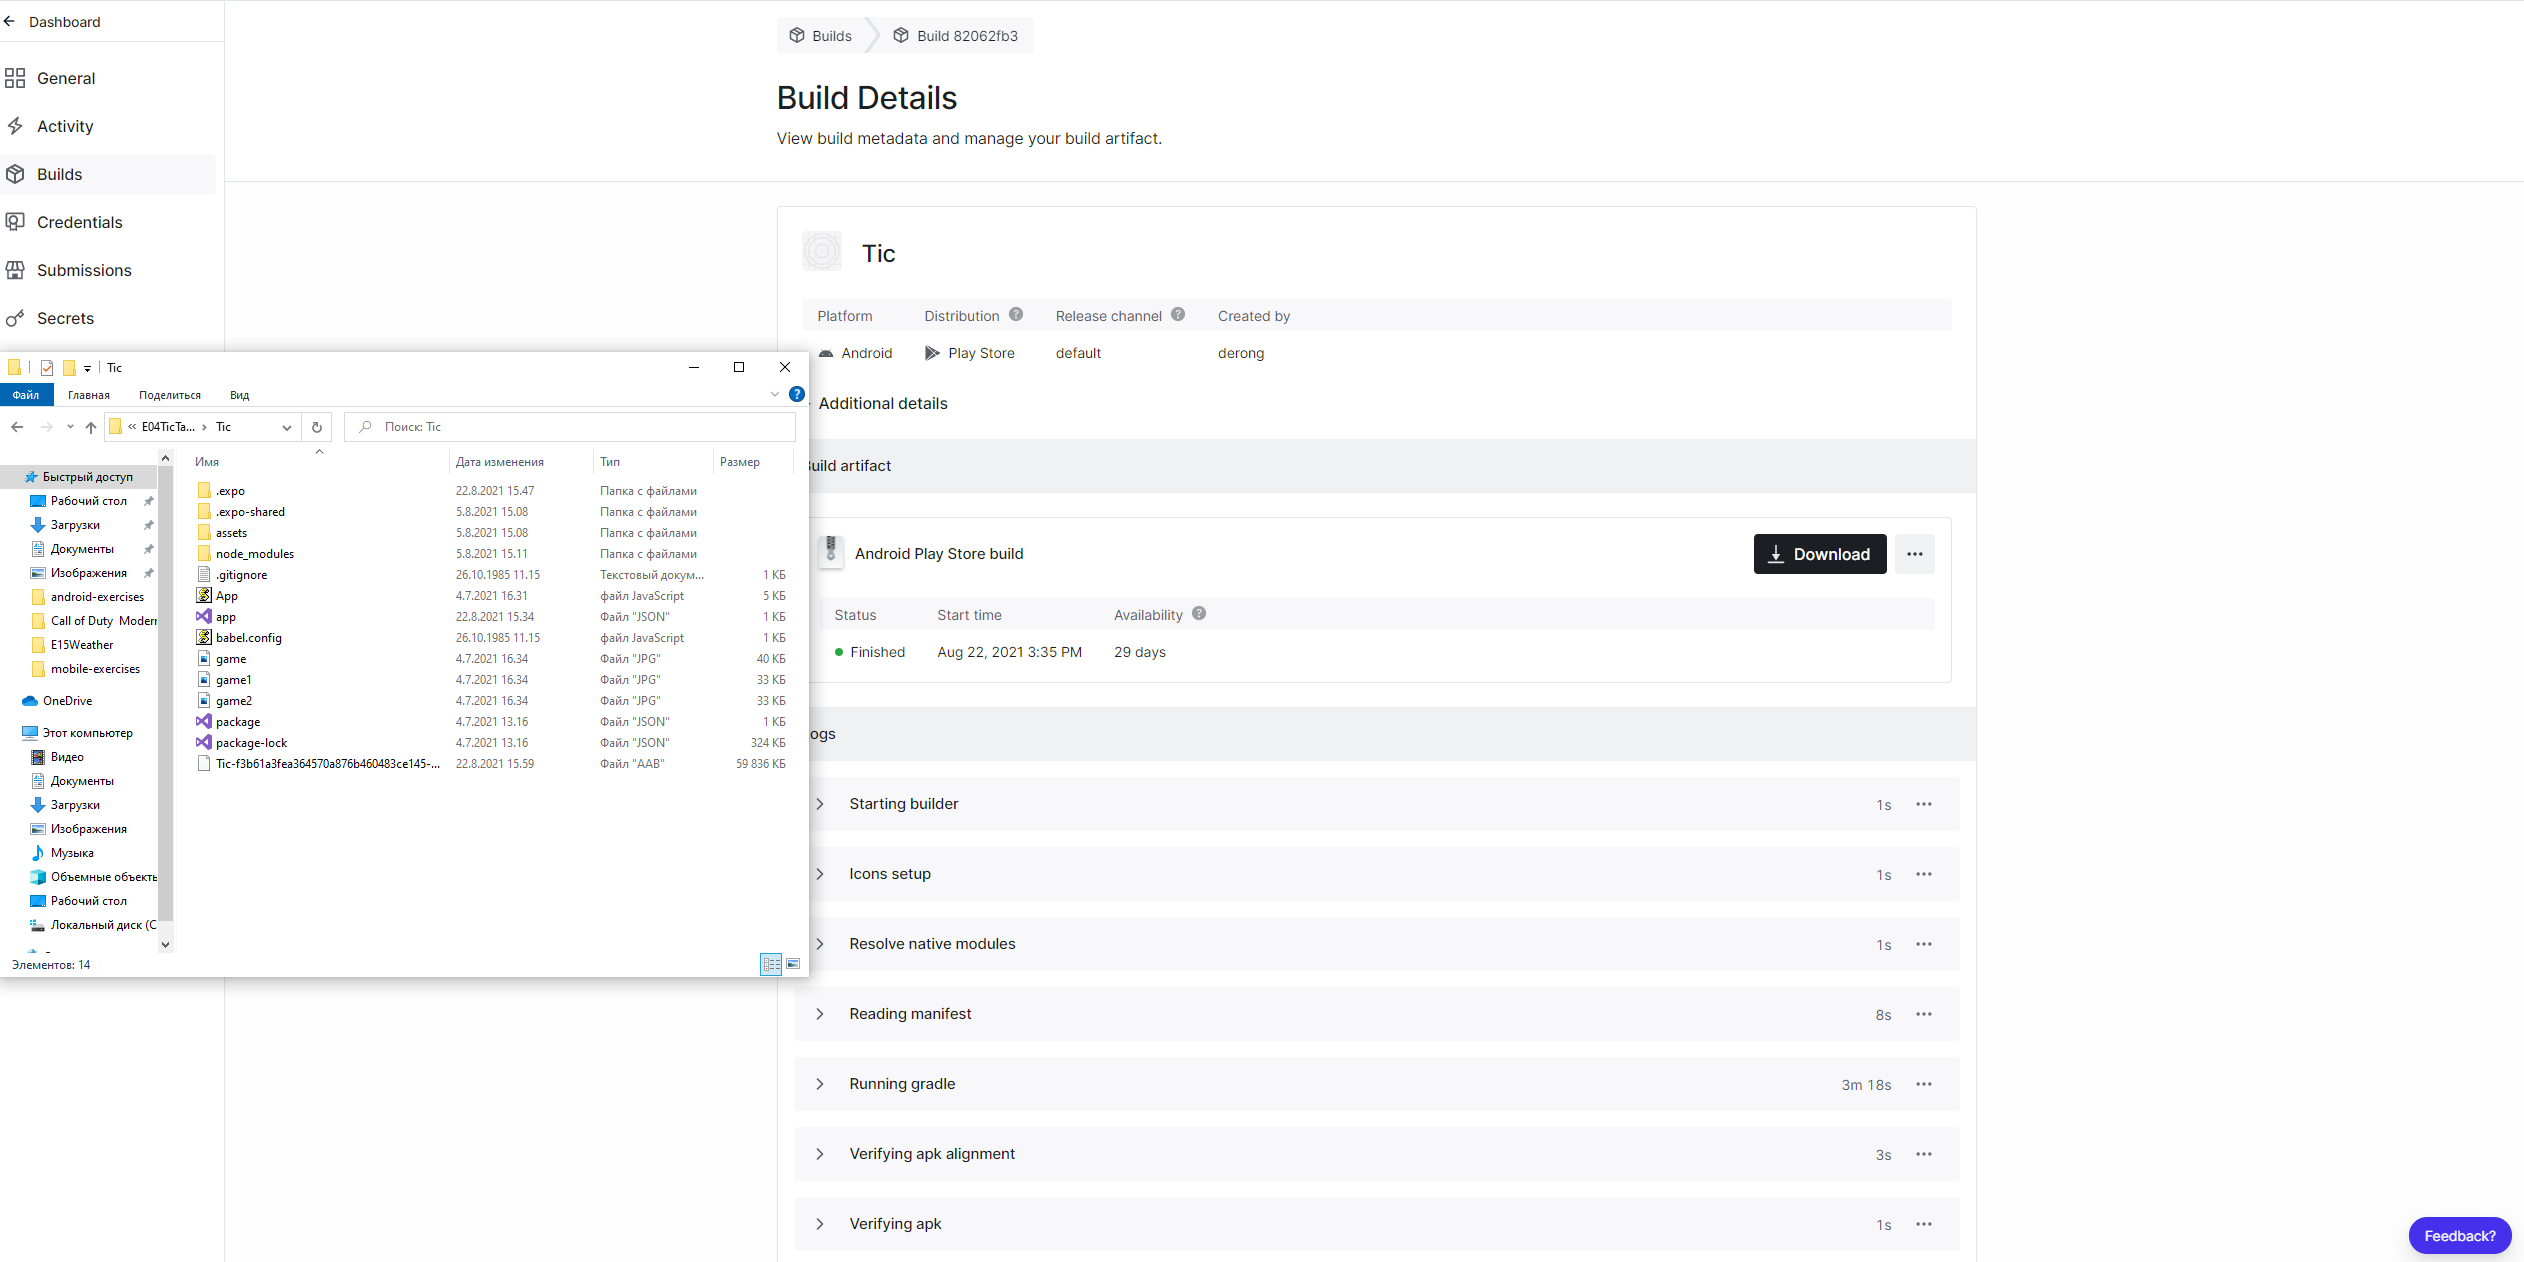 Dashboard
General
Activity
Builds
Credentials
Submissions
Secrets
Builds
Build 82062fb3
Build Details
View build metadata and manage your build artifact.
Tic
Platform Distribution Release channel Created by
Android Play Store default derong
Additional details
uild artifact
Android Play Store build
Download
Status Start time Availability
Finished Aug 22, 2021 3:35 PM 29 days
ogs
Starting builder 1s
Icons setup 1s
Resolve native modules 1s
Reading manifest 8s
Running gradle 3m 18s
Verifying apk alignment 3s
Verifying apk 1s
Feedback?
Tic
Файл Главная Поделиться Вид
« E04TicTa... Tic
Поиск: Tic
Быстрый доступ
Рабочий стол
Загрузки
Документы
Изображения
android-exercises
Call of Duty Moderr
E15Weather
mobile-exercises
OneDrive
Этот компьютер
Видео
Документы
Загрузки
Изображения
Музыка
Объемные объекть
Рабочий стол
Локальный диск (C
Имя Дата изменения Тип Размер
.expo 22.8.2021 15.47 Папка с файлами
.expo-shared 5.8.2021 15.08 Папка с файлами
assets 5.8.2021 15.08 Папка с файлами
node_modules 5.8.2021 15.11 Папка с файлами
.gitignore 26.10.1985 11.15 Текстовый докум... 1 КБ
App 4.7.2021 16.31 файл JavaScript 5 КБ
app 22.8.2021 15.34 Файл "JSON" 1 КБ
babel.config 26.10.1985 11.15 файл JavaScript 1 КБ
game 4.7.2021 16.34 Файл "JPG" 40 КБ
game1 4.7.2021 16.34 Файл "JPG" 33 КБ
game2 4.7.2021 16.34 Файл "JPG" 33 КБ
package 4.7.2021 13.16 Файл "JSON" 1 КБ
package-lock 4.7.2021 13.16 Файл "JSON" 324 КБ
Tic-f3b61a3fea364570a876b460483ce145-... 22.8.2021 15.59 Файл "AAB" 59 836 КБ
Элементов: 14